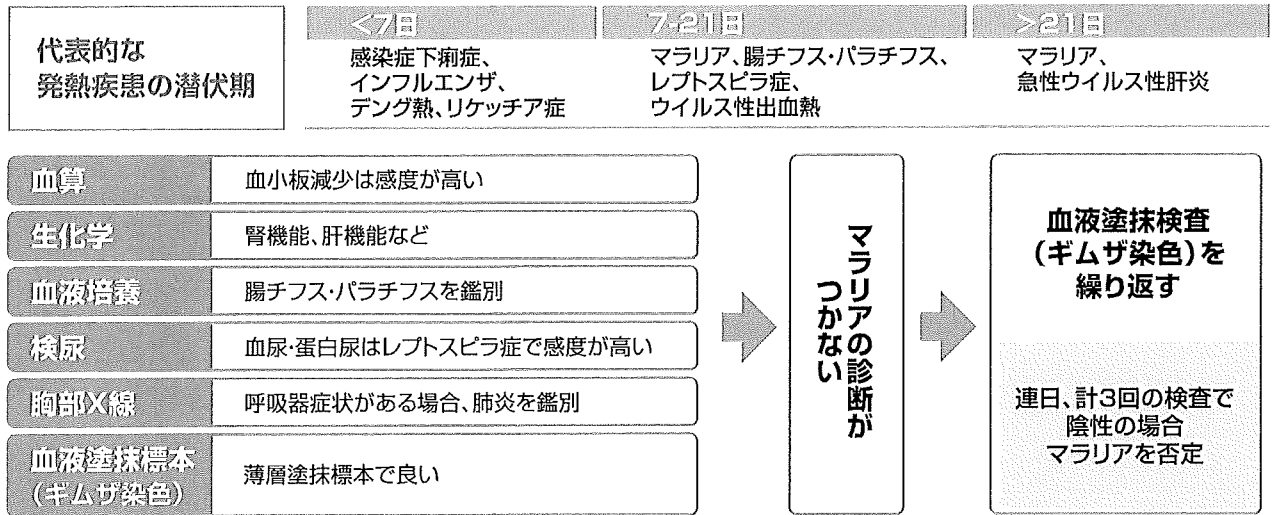 代表的な
発熱疾患の潜伏期
<7日
感染症下痢症、
インフルエンザ、
デング熱、リケッチア症
7-21日
マラリア、腸チフス・パラチフス、
レプトスピラ症、
ウイルス性出血熱
>21日
マラリア、
急性ウイルス性肝炎
血算
血小板減少は感度が高い
生化学
腎機能、肝機能など
血液培養
腸チフス・パラチフスを鑑別
検尿
血尿・蛋白尿はレプトスピラ症で感度が高い
胸部X線
呼吸器症状がある場合、肺炎を鑑別
血液塗抹標本
(ギムザ染色)
薄層塗抹標本で良い
マラリアの診断が
つかない
血液塗抹検査
(ギムザ染色)を
繰り返す
連日、計3回の検査で
陰性の場合
マラリアを否定